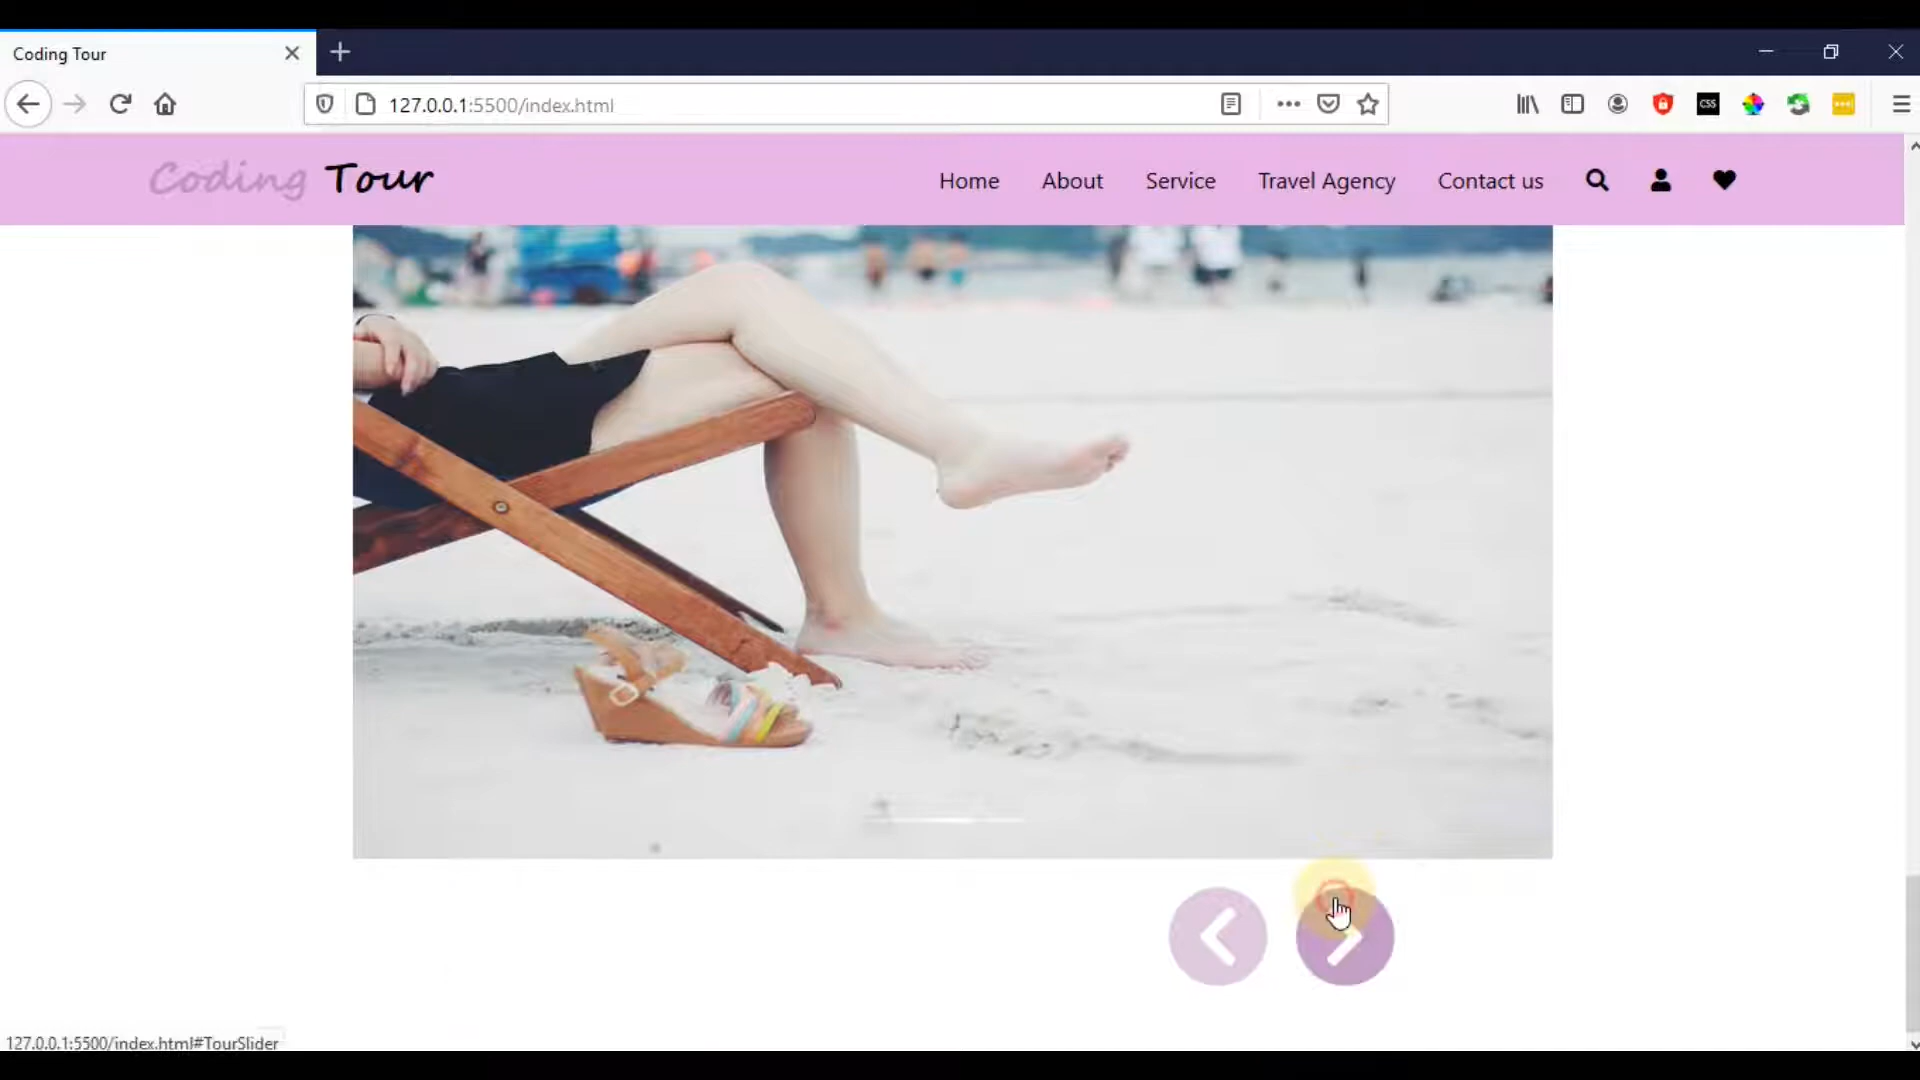 Coding Tour
127.0.0.1:5500/index.html
CSS
Coding Tour
Home About Service Travel Agency Contact us
127.0.0.1:5500/index.html#TourSlider